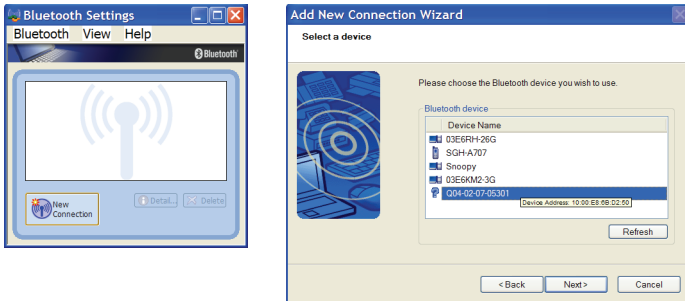 Bluetooth Settings
Bluetooth View Help
Bluetooth
New
Connection
Detail...
Delete
Add New Connection Wizard
Select a device
Please choose the Bluetooth device you wish to use.
Bluetooth device
Device Name
03E6RH-26G
SGH-A707
Snoopy
03E6KM2-3G
Q04-02-07-05301
Device Address: 10:00:E8:6B:D2:50
Refresh
< Back Next > Cancel